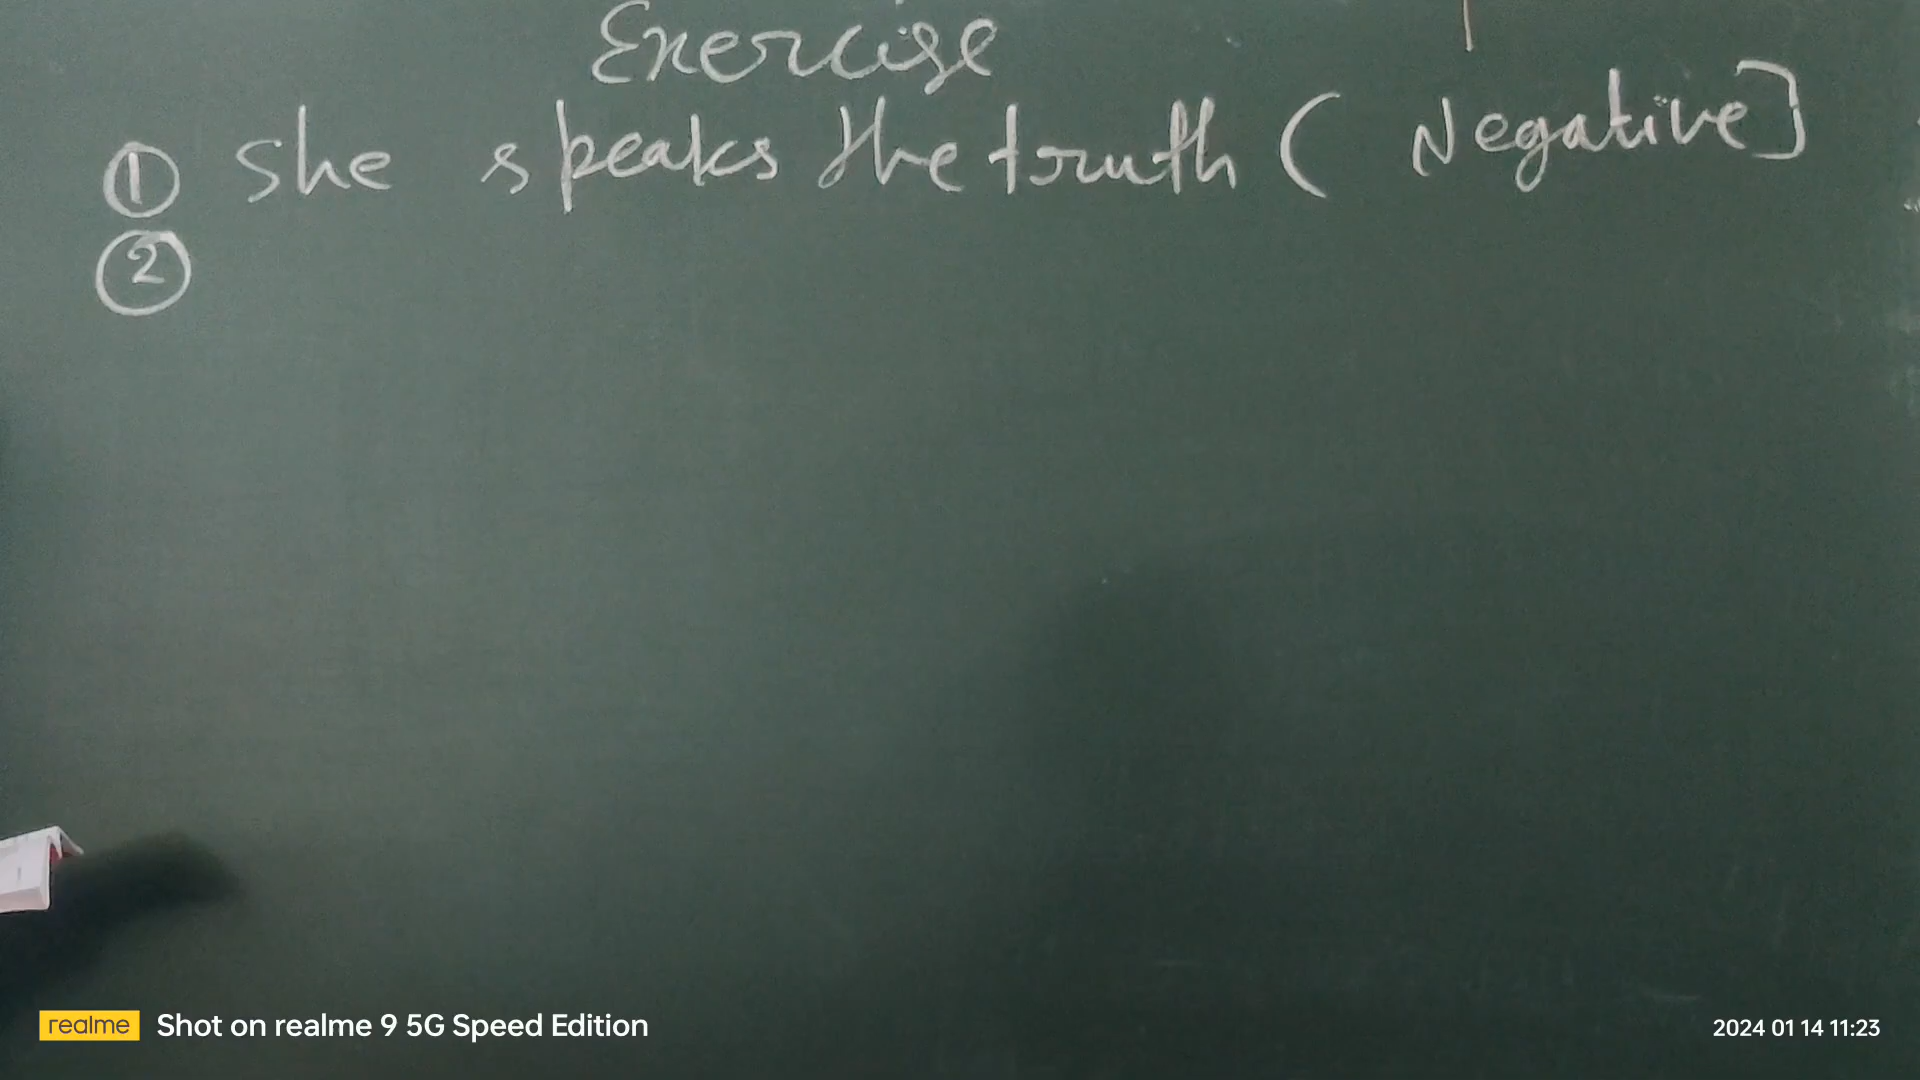 Exercise
① She speaks the truth ( Negative]
②
realme Shot on realme 9 5G Speed Edition
2024 01 14 11:23